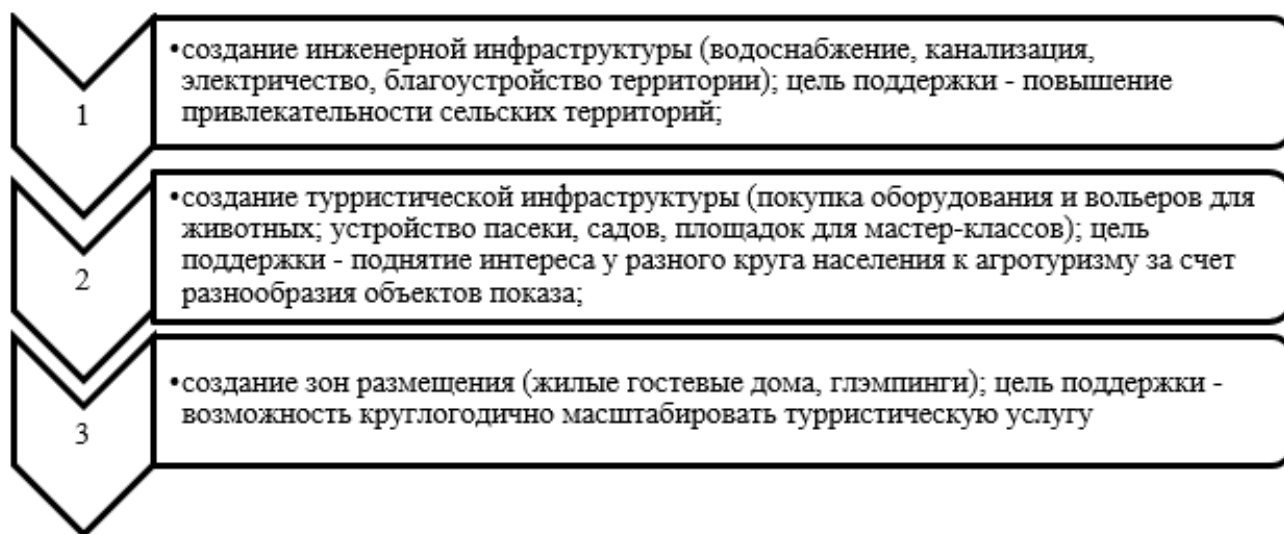 1
•создание инженерной инфраструктуры (водоснабжение, канализация,
электричество, благоустройство территории); цель поддержки - повышение
привлекательности сельских территорий;
2
•создание турристической инфраструктуры (покупка оборудования и вольеров для
животных; устройство пасеки, садов, площадок для мастер-классов); цель
поддержки - поднятие интереса у разного круга населения к агротуризму за счет
разнообразия объектов показа;
3
•создание зон размещения (жилые гостевые дома, глэмпинги); цель поддержки -
возможность круглогодично масштабировать турристическую услугу